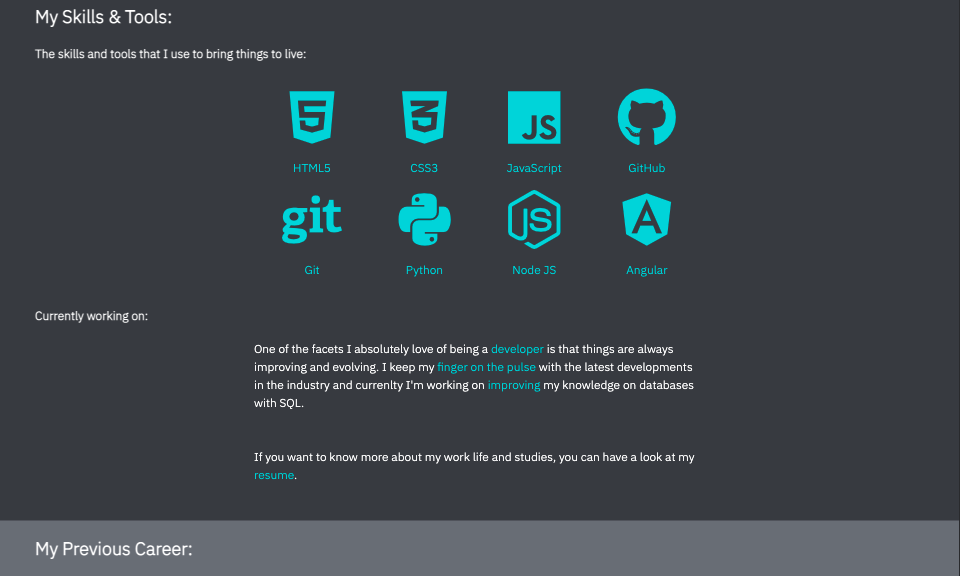 My Skills & Tools:
The skills and tools that I use to bring things to live:
5 3 JS
HTML5 CSS3 JavaScript GitHub
git JS A
Git Python Node JS Angular
Currently working on:
One of the facets I absolutely love of being a developer is that things are always
improving and evolving. I keep my finger on the pulse with the latest developments
in the industry and currenlty I'm working on improving my knowledge on databases
with SQL.
If you want to know more about my work life and studies, you can have a look at my
resume.
My Previous Career: